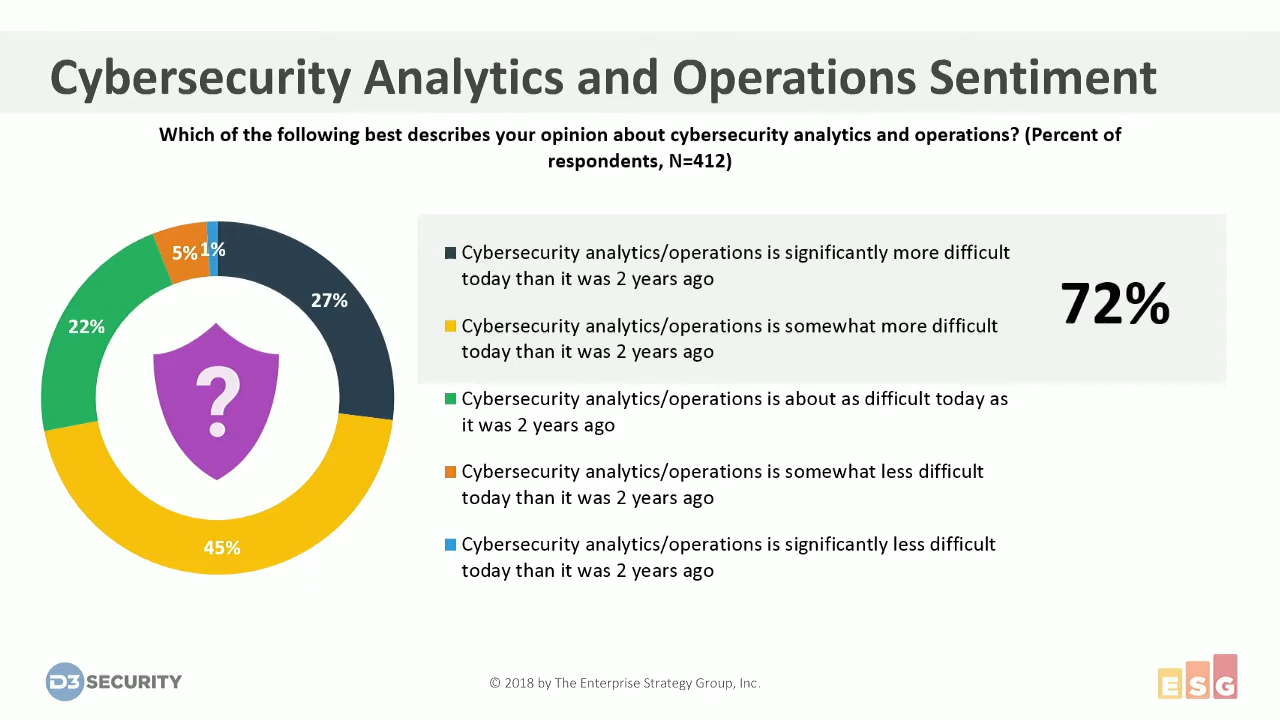 Cybersecurity Analytics and Operations Sentiment
Which of the following best describes your opinion about cybersecurity analytics and operations? (Percent of
respondents, N=412)
5%
1%
27%
22%
?
45%
Cybersecurity analytics/operations is significantly more difficult
today than it was 2 years ago
Cybersecurity analytics/operations is somewhat more difficult
today than it was 2 years ago
72%
Cybersecurity analytics/operations is about as difficult today as
it was 2 years ago
Cybersecurity analytics/operations is somewhat less difficult
today than it was 2 years ago
Cybersecurity analytics/operations is significantly less difficult
today than it was 2 years ago
D3 SECURITY
© 2018 by The Enterprise Strategy Group, Inc.
ESG